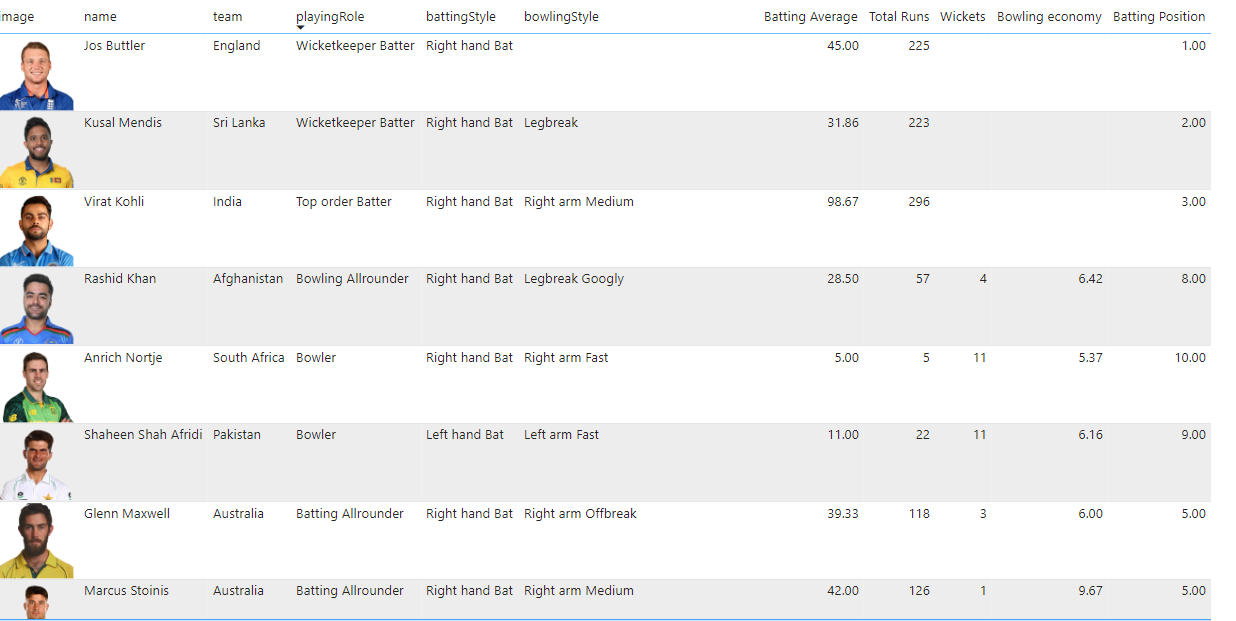 image name team playingRole battingStyle bowlingStyle Batting Average Total Runs Wickets Bowling economy Batting Position
Jos Buttler England Wicketkeeper Batter Right hand Bat 45.00 225 1.00
Kusal Mendis Sri Lanka Wicketkeeper Batter Right hand Bat Legbreak 31.86 223 2.00
Virat Kohli India Top order Batter Right hand Bat Right arm Medium 98.67 296 3.00
Rashid Khan Afghanistan Bowling Allrounder Right hand Bat Legbreak Googly 28.50 57 4 6.42 8.00
Anrich Nortje South Africa Bowler Right hand Bat Right arm Fast 5.00 5 11 5.37 10.00
Shaheen Shah Afridi Pakistan Bowler Left hand Bat Left arm Fast 11.00 22 11 6.16 9.00
Glenn Maxwell Australia Batting Allrounder Right hand Bat Right arm Offbreak 39.33 118 3 6.00 5.00
Marcus Stoinis Australia Batting Allrounder Right hand Bat Right arm Medium 42.00 126 1 9.67 5.00